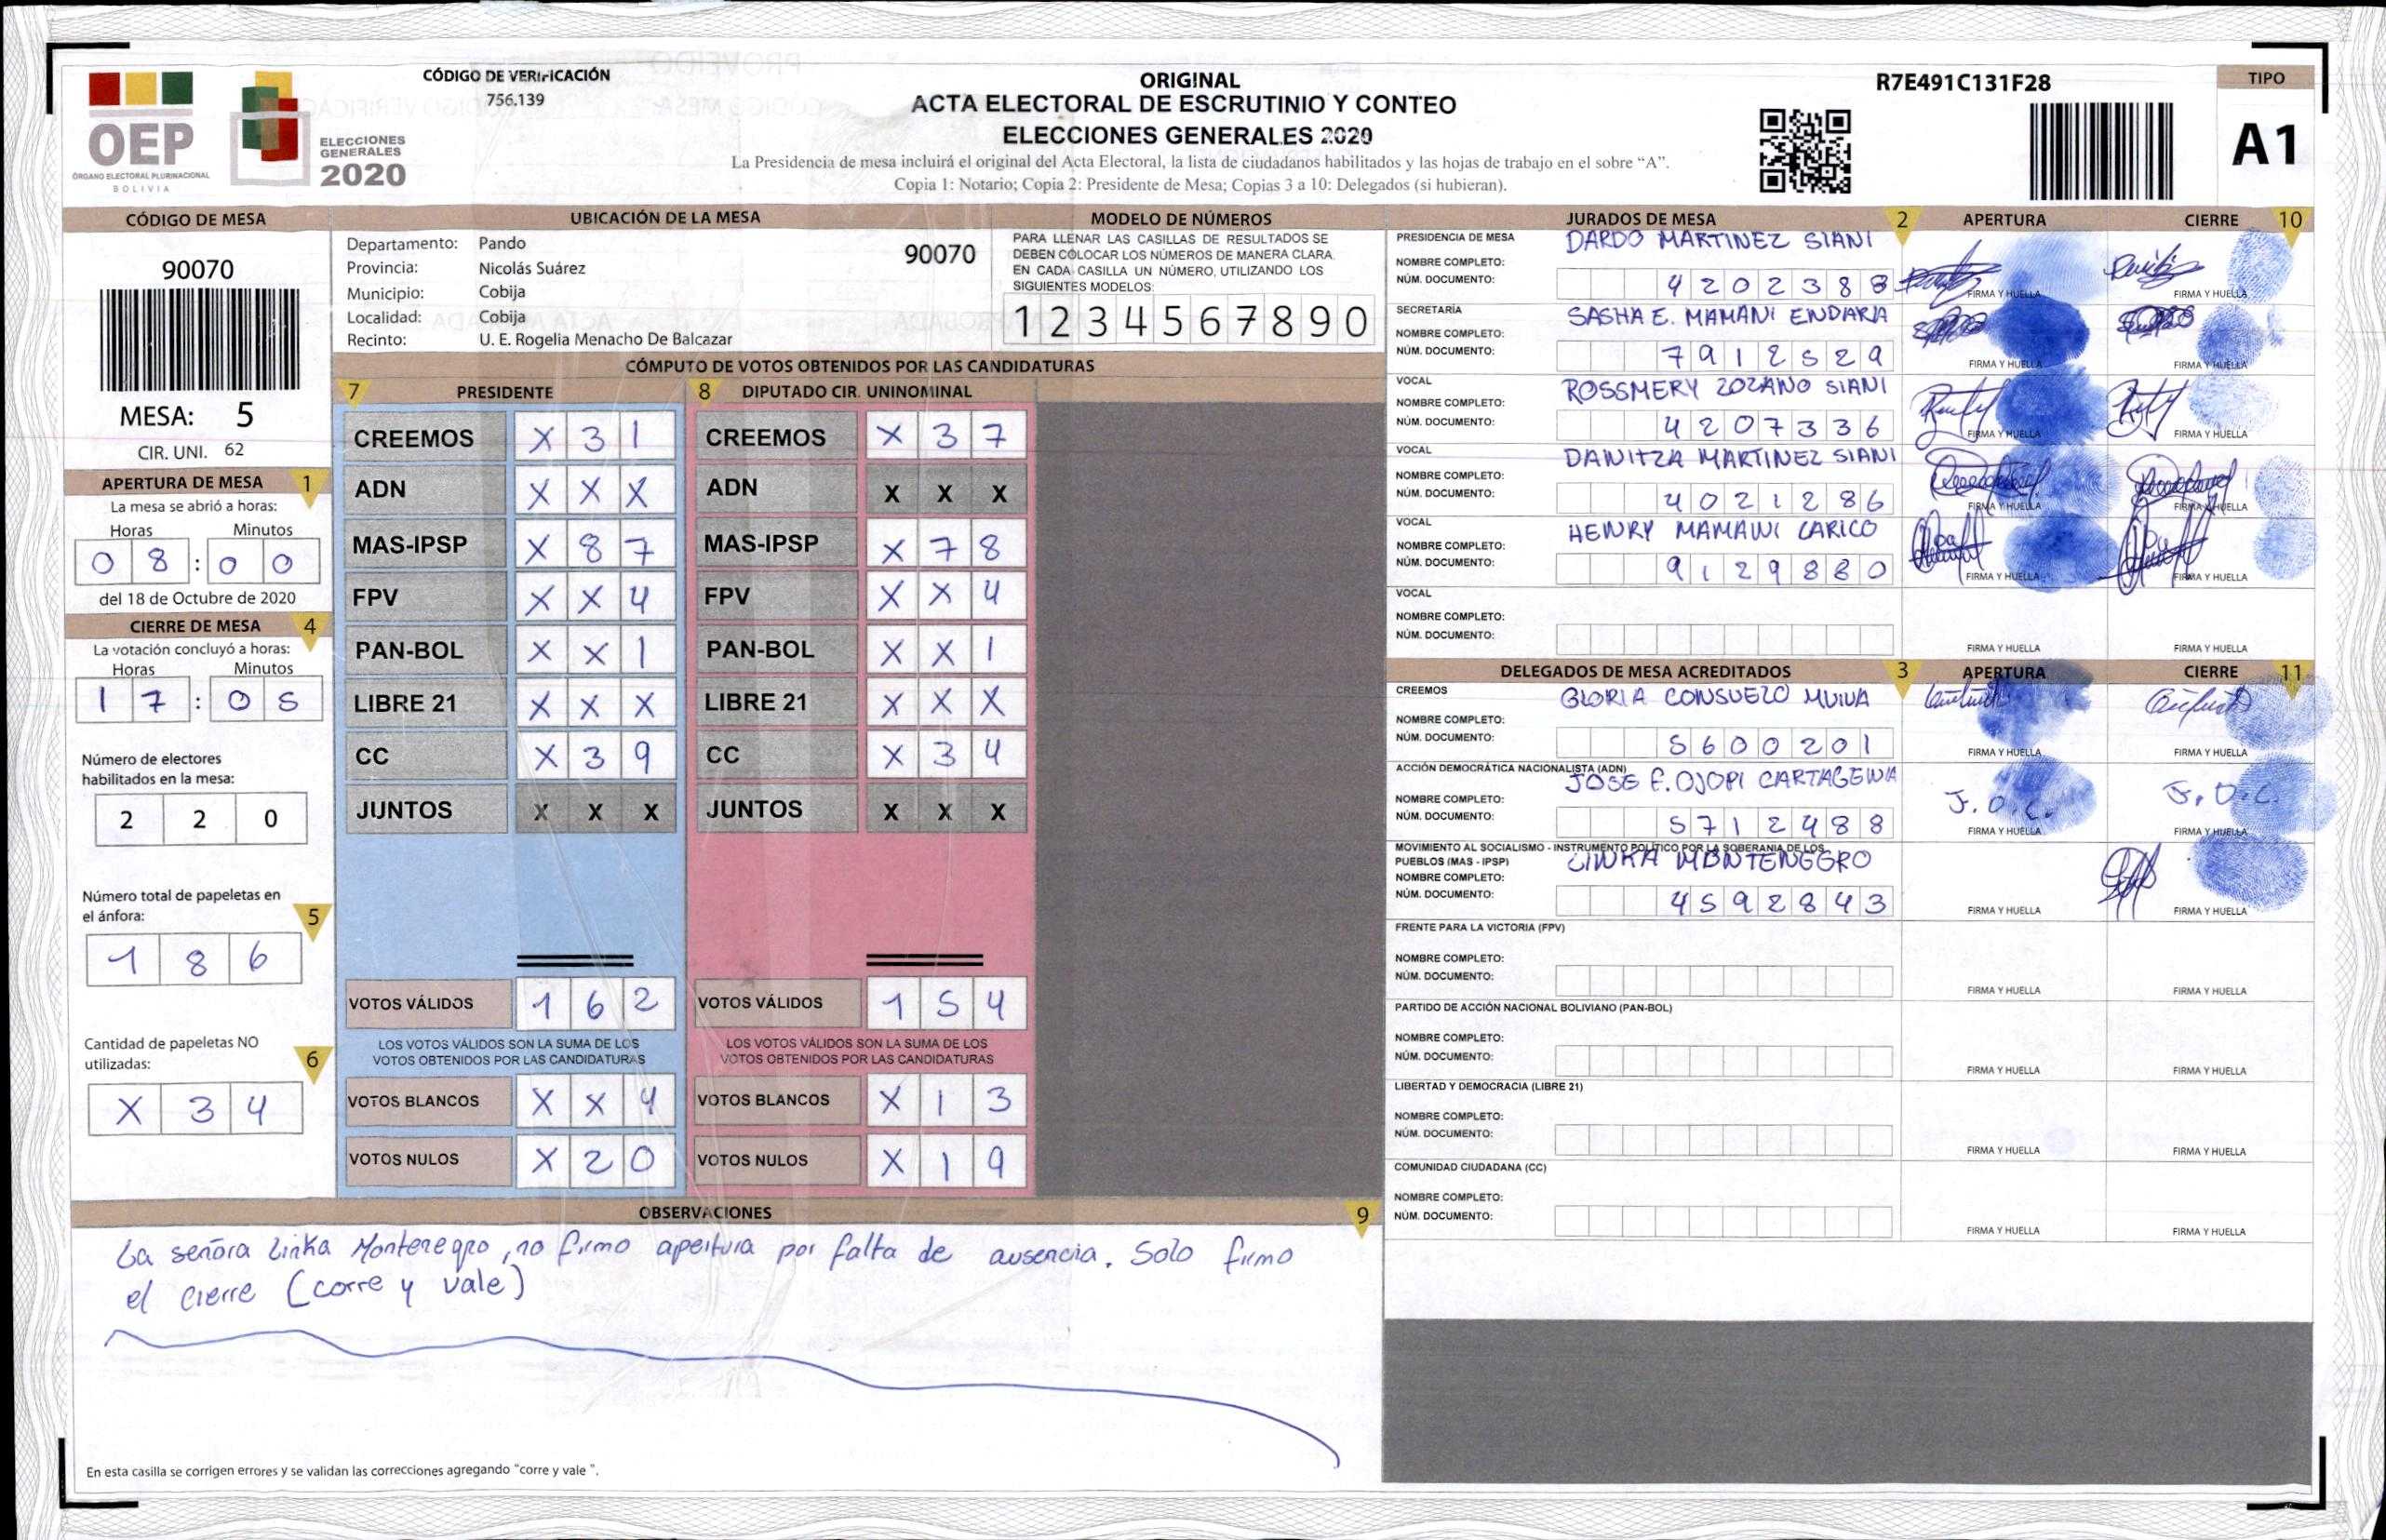 CÓDIGO DE VERIFICACIÓN
756.139
OEP
ÓRGANO ELECTORAL PLURINACIONAL
BOLIVIA
ELECCIONES
GENERALES
2020
ORIGINAL
ACTA ELECTORAL DE ESCRUTINIO Y CONTEO
ELECCIONES GENERALES 2020
La Presidencia de mesa incluirá el original del Acta Electoral, la lista de ciudadanos habilitados y las hojas de trabajo en el sobre “A”.
Copia 1: Notario; Copia 2: Presidente de Mesa; Copias 3 a 10: Delegados (si hubieran).
R7E491C131F28
TIPO
A1
CÓDIGO DE MESA
90070
MESA: 5
CIR. UNI. 62
APERTURA DE MESA 1
La mesa se abrió a horas:
Horas Minutos
08:00
del 18 de Octubre de 2020
CIERRE DE MESA 4
La votación concluyó a horas:
Horas Minutos
17:05
Número de electores
habilitados en la mesa:
220
Número total de papeletas en
el ánfora: 5
186
Cantidad de papeletas NO
utilizadas: 6
X34
UBICACIÓN DE LA MESA
Departamento: Pando 90070
Provincia: Nicolás Suárez
Municipio: Cobija
Localidad: Cobija
Recinto: U. E. Rogelia Menacho De Balcazar
MODELO DE NÚMEROS
PARA LLENAR LAS CASILLAS DE RESULTADOS SE
DEBEN COLOCAR LOS NÚMEROS DE MANERA CLARA.
EN CADA CASILLA UN NÚMERO, UTILIZANDO LOS
SIGUIENTES MODELOS:
1 2 3 4 5 6 7 8 9 0
CÓMPUTO DE VOTOS OBTENIDOS POR LAS CANDIDATURAS
7 PRESIDENTE
CREEMOS X 3 1
ADN X X X
MAS-IPSP X 8 7
FPV X X 4
PAN-BOL X X 1
LIBRE 21 X X X
CC X 3 9
JUNTOS X X X
VOTOS VÁLIDOS 1 6 2
LOS VOTOS VÁLIDOS SON LA SUMA DE LOS
VOTOS OBTENIDOS POR LAS CANDIDATURAS
VOTOS BLANCOS X X 4
VOTOS NULOS X 2 0
8 DIPUTADO CIR. UNINOMINAL
CREEMOS X 3 7
ADN X X X
MAS-IPSP X 7 8
FPV X X 4
PAN-BOL X X 1
LIBRE 21 X X X
CC X 3 4
JUNTOS X X X
VOTOS VÁLIDOS 1 5 4
LOS VOTOS VÁLIDOS SON LA SUMA DE LOS
VOTOS OBTENIDOS POR LAS CANDIDATURAS
VOTOS BLANCOS X 1 3
VOTOS NULOS X 1 9
OBSERVACIONES 9
La señora Linka Montenegro, no firmo apertura por falta de ausencia. Solo firmo
el cierre (corre y vale)
En esta casilla se corrigen errores y se validan las correcciones agregando "corre y vale ".
JURADOS DE MESA 2 APERTURA CIERRE 10
PRESIDENCIA DE MESA DARDO MARTINEZ SIANI
NOMBRE COMPLETO:
NÚM. DOCUMENTO: 4202388
FIRMA Y HUELLA FIRMA Y HUELLA
SECRETARÍA SASHA E. MAMANI ENDARA
NOMBRE COMPLETO:
NÚM. DOCUMENTO: 7912529
FIRMA Y HUELLA FIRMA Y HUELLA
VOCAL ROSSMERY LOZANO SIANI
NOMBRE COMPLETO:
NÚM. DOCUMENTO: 4207336
FIRMA Y HUELLA FIRMA Y HUELLA
VOCAL DANITZA MARTINEZ SIANI
NOMBRE COMPLETO:
NÚM. DOCUMENTO: 4021286
FIRMA Y HUELLA FIRMA Y HUELLA
VOCAL HENRY MAMANI CARICO
NOMBRE COMPLETO:
NÚM. DOCUMENTO: 9129880
FIRMA Y HUELLA FIRMA Y HUELLA
VOCAL
NOMBRE COMPLETO:
NÚM. DOCUMENTO:
FIRMA Y HUELLA FIRMA Y HUELLA
DELEGADOS DE MESA ACREDITADOS 3 APERTURA CIERRE 11
CREEMOS GLORIA CONSUELO
NOMBRE COMPLETO:
NÚM. DOCUMENTO: 5600201
FIRMA Y HUELLA FIRMA Y HUELLA
ACCIÓN DEMOCRÁTICA NACIONALISTA (ADN) JOSE F. OJOPI CARTAGENA
NOMBRE COMPLETO:
NÚM. DOCUMENTO: 5712488
J.O.C. J.O.C.
FIRMA Y HUELLA FIRMA Y HUELLA
MOVIMIENTO AL SOCIALISMO - INSTRUMENTO POLÍTICO POR LA SOBERANIA DE LOS
PUEBLOS (MAS - IPSP) LINKA MONTENEGRO
NOMBRE COMPLETO:
NÚM. DOCUMENTO: 4592843
FIRMA Y HUELLA FIRMA Y HUELLA
FRENTE PARA LA VICTORIA (FPV)
NOMBRE COMPLETO:
NÚM. DOCUMENTO:
FIRMA Y HUELLA FIRMA Y HUELLA
PARTIDO DE ACCIÓN NACIONAL BOLIVIANO (PAN-BOL)
NOMBRE COMPLETO:
NÚM. DOCUMENTO:
FIRMA Y HUELLA FIRMA Y HUELLA
LIBERTAD Y DEMOCRACIA (LIBRE 21)
NOMBRE COMPLETO:
NÚM. DOCUMENTO:
FIRMA Y HUELLA FIRMA Y HUELLA
COMUNIDAD CIUDADANA (CC)
NOMBRE COMPLETO:
NÚM. DOCUMENTO:
FIRMA Y HUELLA FIRMA Y HUELLA